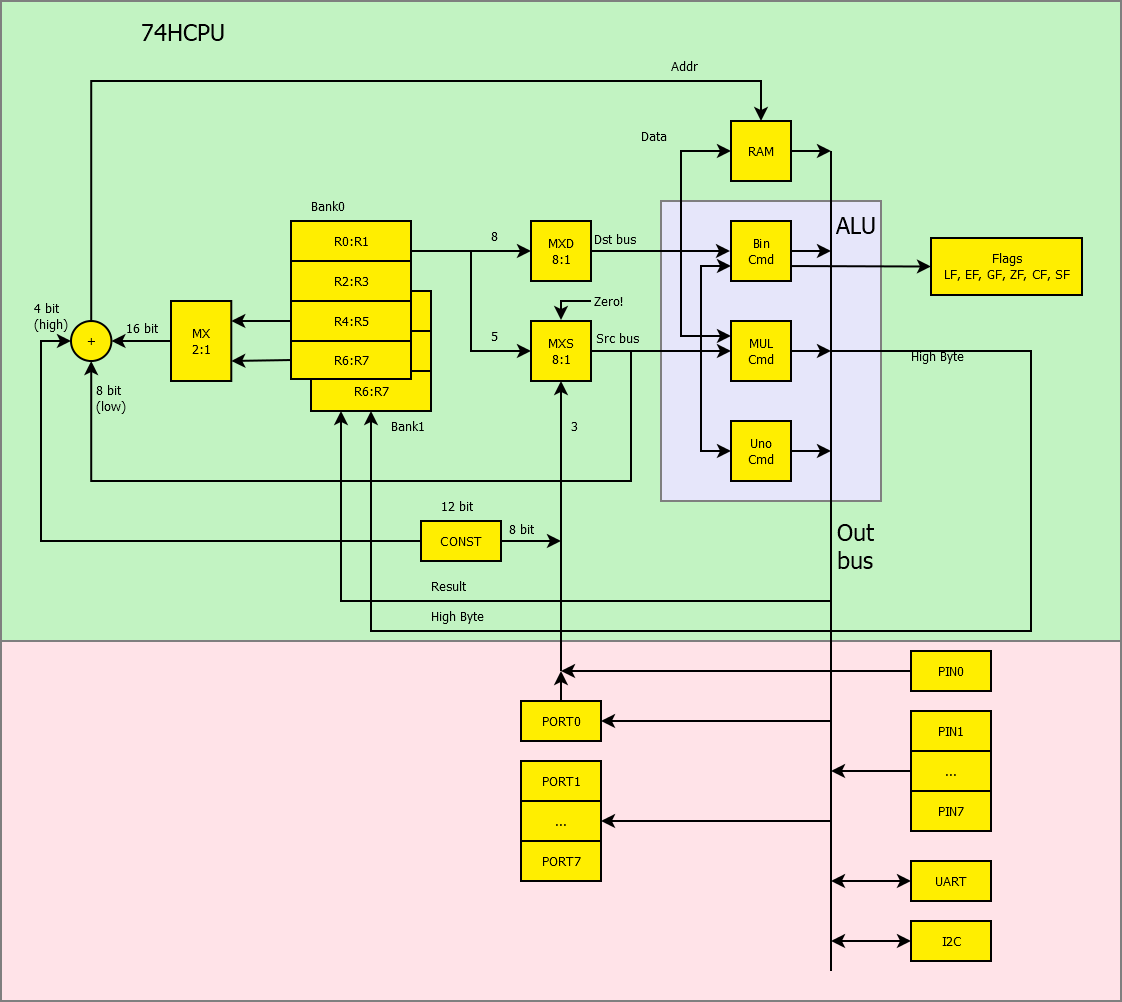 74HCPU
Addr
Data
RAM
Bank0
R0:R1
R2:R3
R4:R5
R6:R7
R6:R7
Bank1
8
5
MXD
8:1
Dst bus
Zero!
MXS
8:1
Src bus
3
ALU
Bin
Cmd
MUL
Cmd
Uno
Cmd
Flags
LF, EF, GF, ZF, CF, SF
High Byte
4 bit
(high)
+
16 bit
MX
2:1
8 bit
(low)
12 bit
CONST
8 bit
Out
bus
Result
High Byte
PIN0
PORT0
PIN1
...
PIN7
PORT1
...
PORT7
UART
I2C